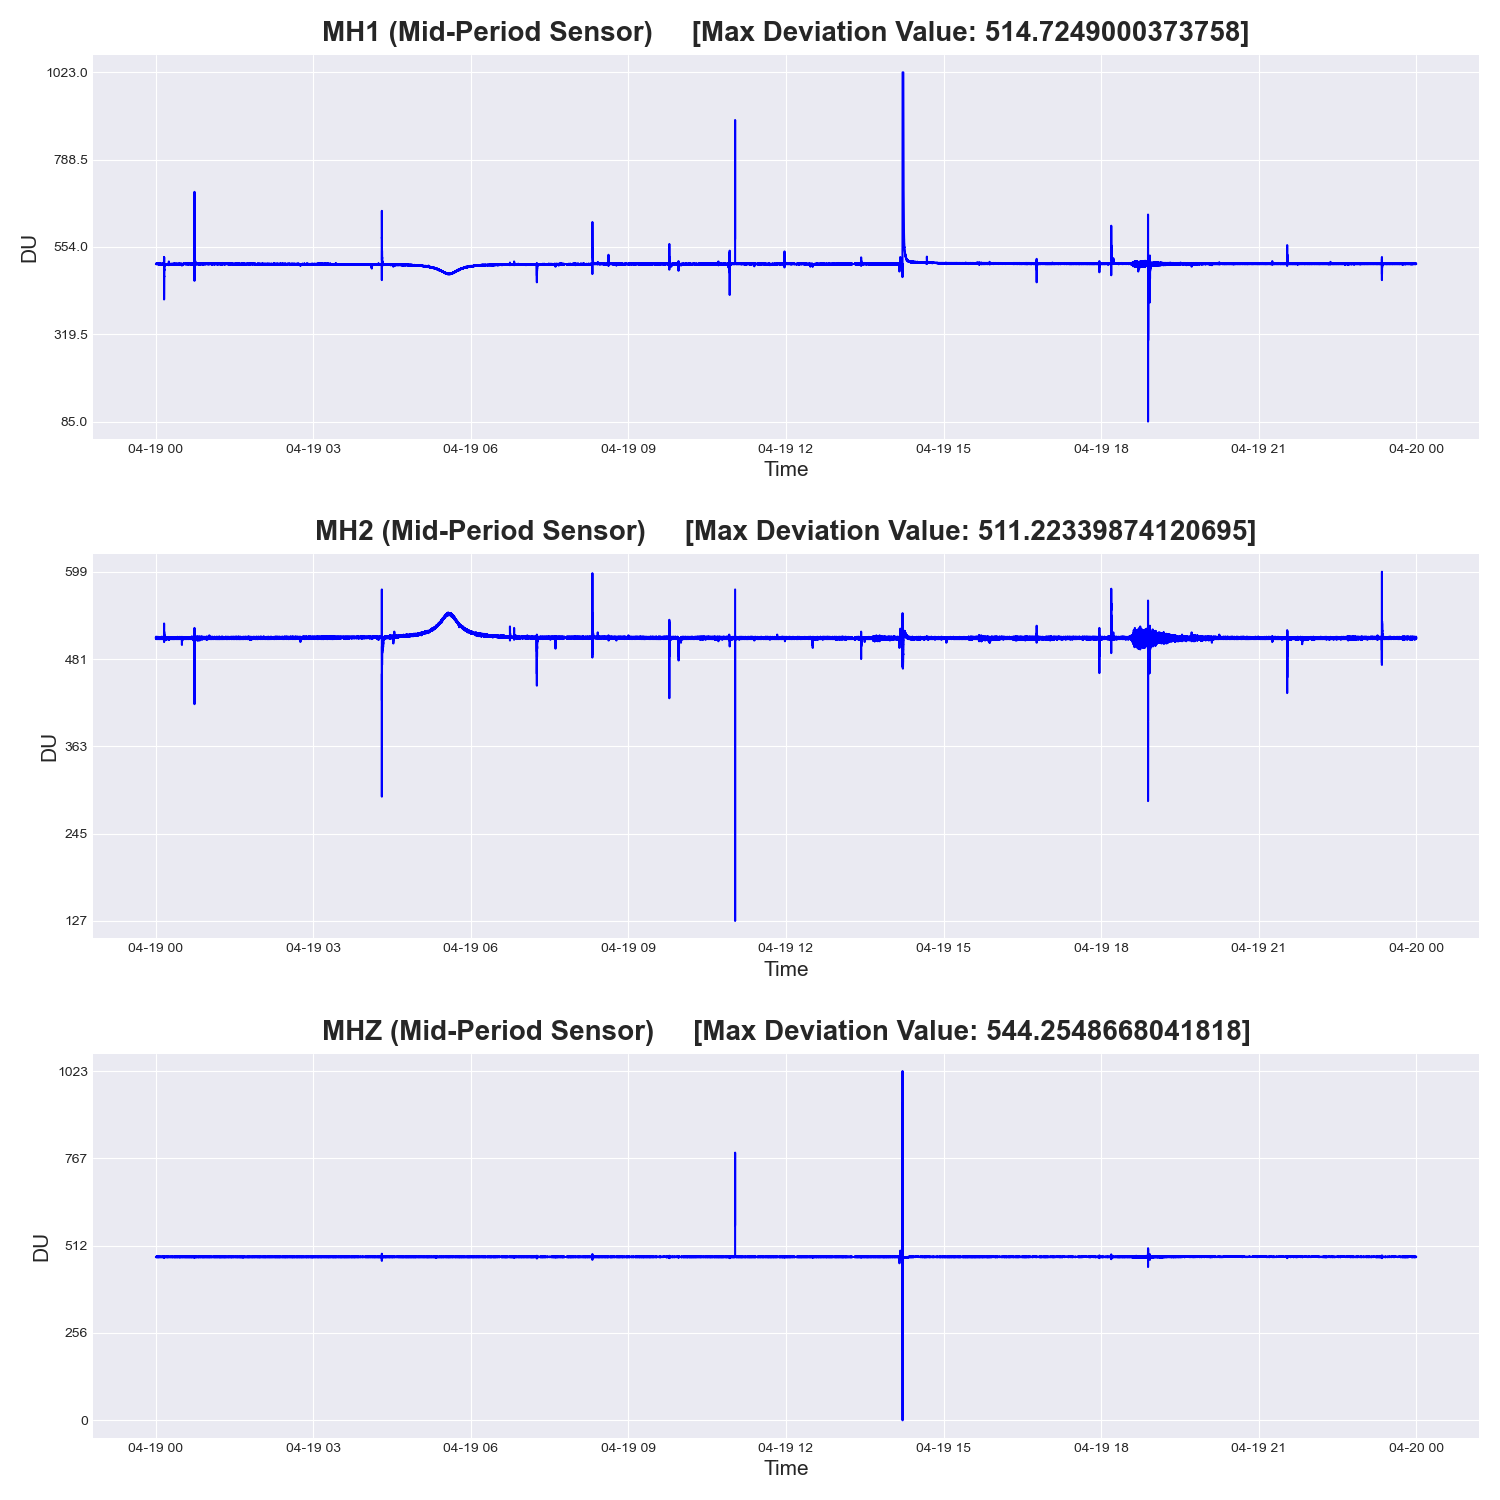 MH1 (Mid-Period Sensor) [Max Deviation Value: 514.7249000373758]
1023.0
788.5
554.0
319.5
85.0
DU
04-19 00 04-19 03 04-19 06 04-19 09 04-19 12 04-19 15 04-19 18 04-19 21 04-20 00
Time
MH2 (Mid-Period Sensor) [Max Deviation Value: 511.22339874120695]
599
481
363
245
127
DU
04-19 00 04-19 03 04-19 06 04-19 09 04-19 12 04-19 15 04-19 18 04-19 21 04-20 00
Time
MHZ (Mid-Period Sensor) [Max Deviation Value: 544.2548668041818]
1023
767
512
256
0
DU
04-19 00 04-19 03 04-19 06 04-19 09 04-19 12 04-19 15 04-19 18 04-19 21 04-20 00
Time